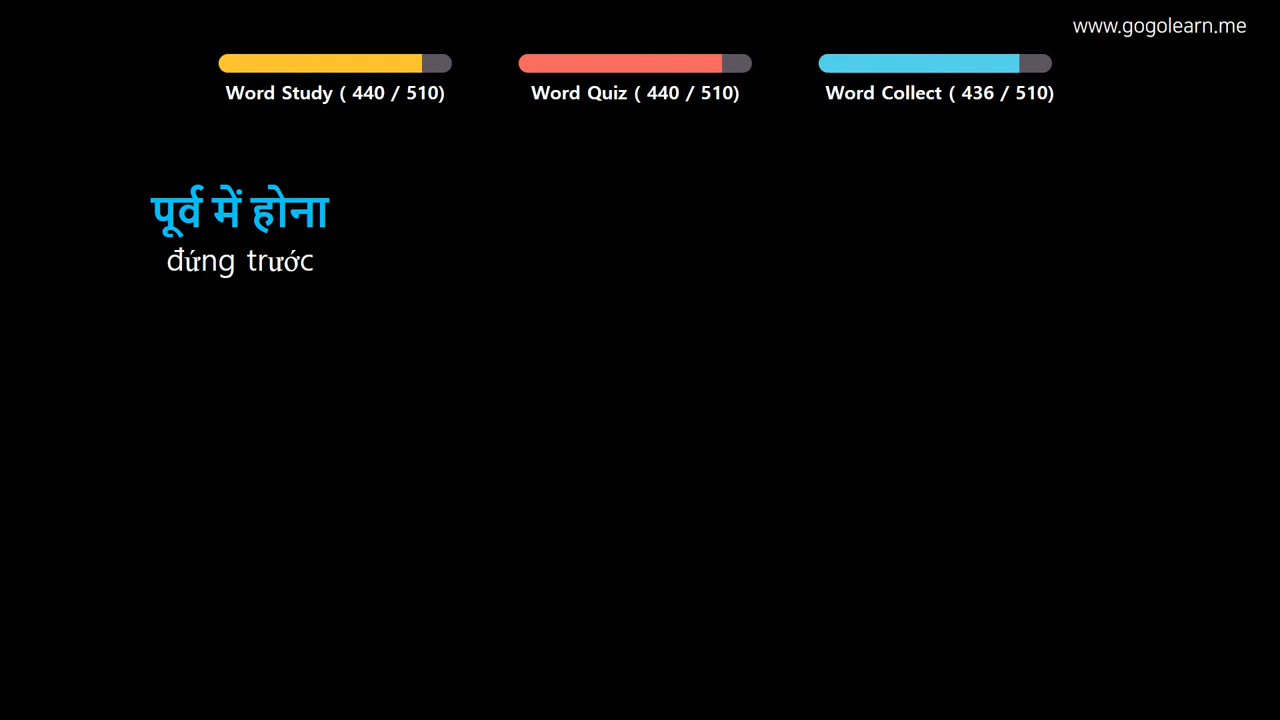 www.gogolearn.me
Word Study ( 440 / 510)
Word Quiz ( 440 / 510)
Word Collect ( 436 / 510)
पूर्व में होना
đứng trước